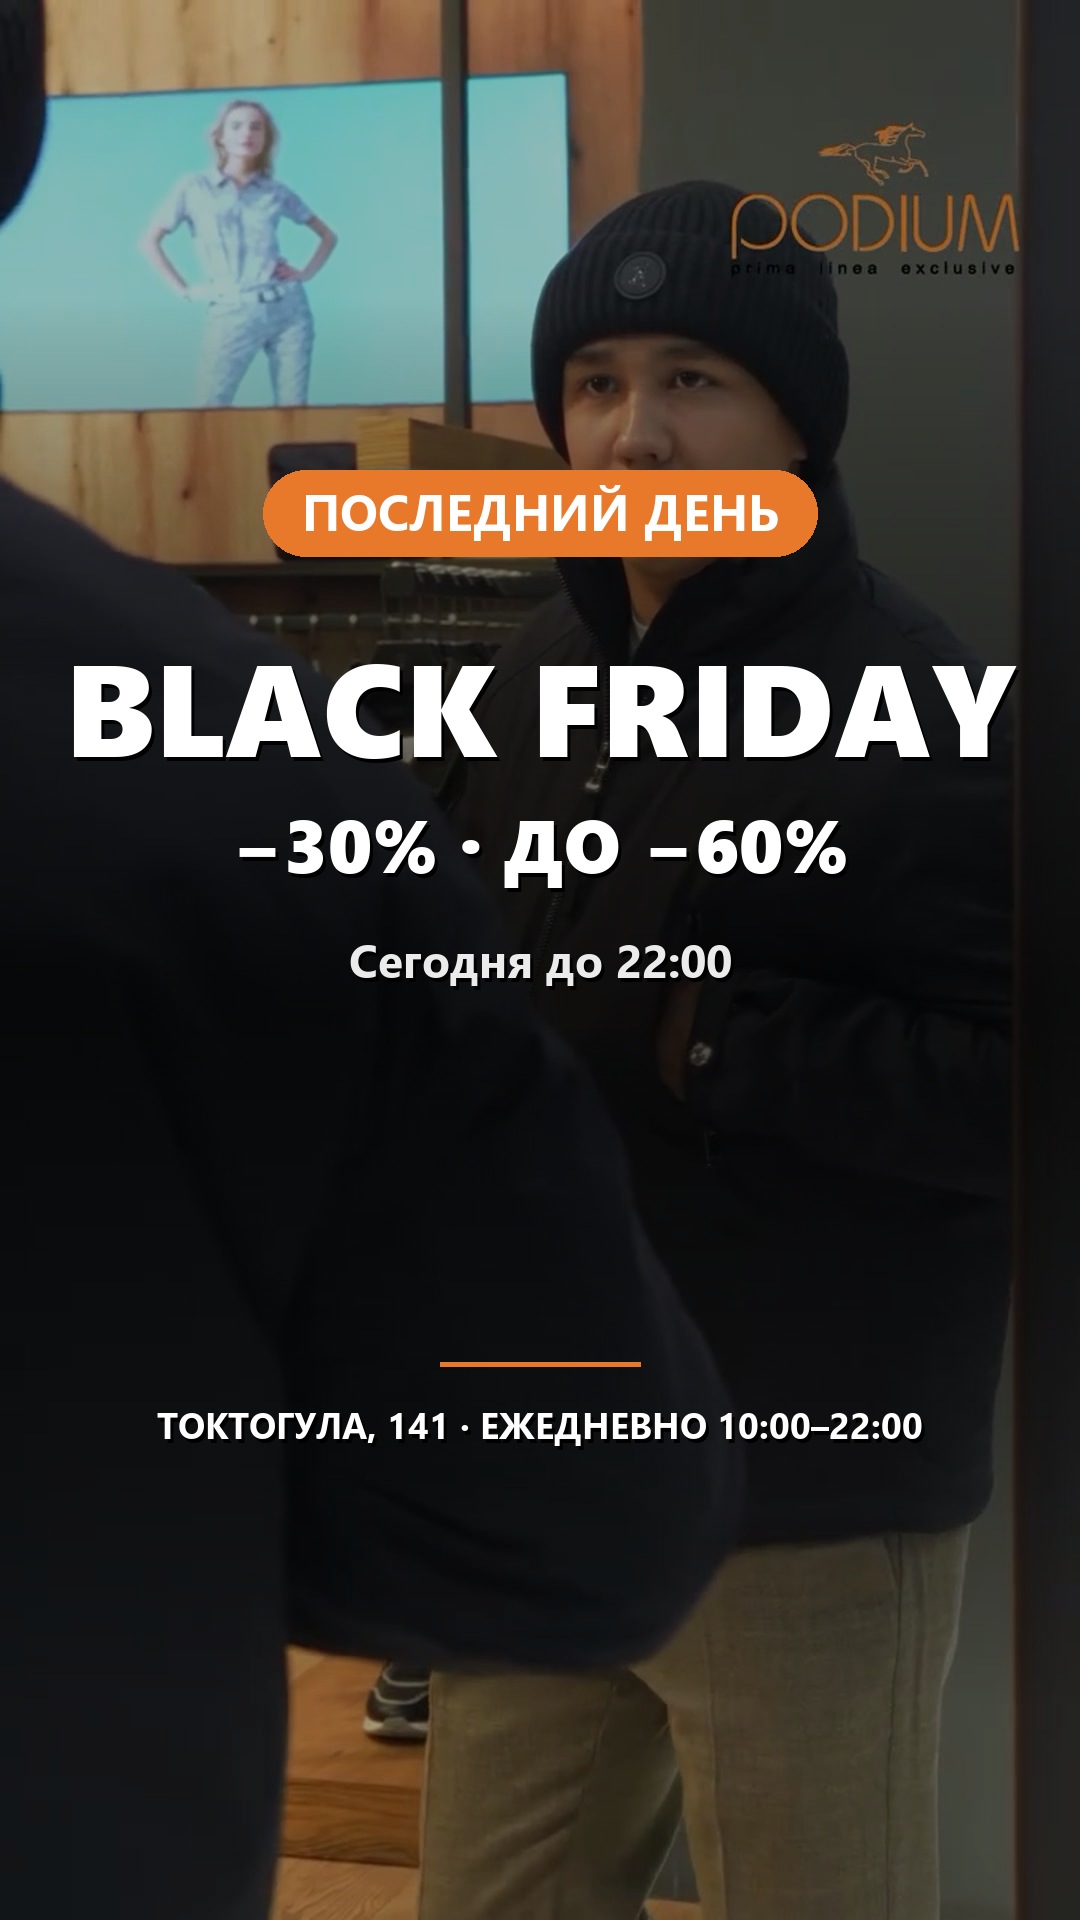 PODIUM
prima linea exclusive
ПОСЛЕДНИЙ ДЕНЬ
BLACK FRIDAY
–30% · ДО –60%
Сегодня до 22:00
ТОКТОГУЛА, 141 · ЕЖЕДНЕВНО 10:00–22:00